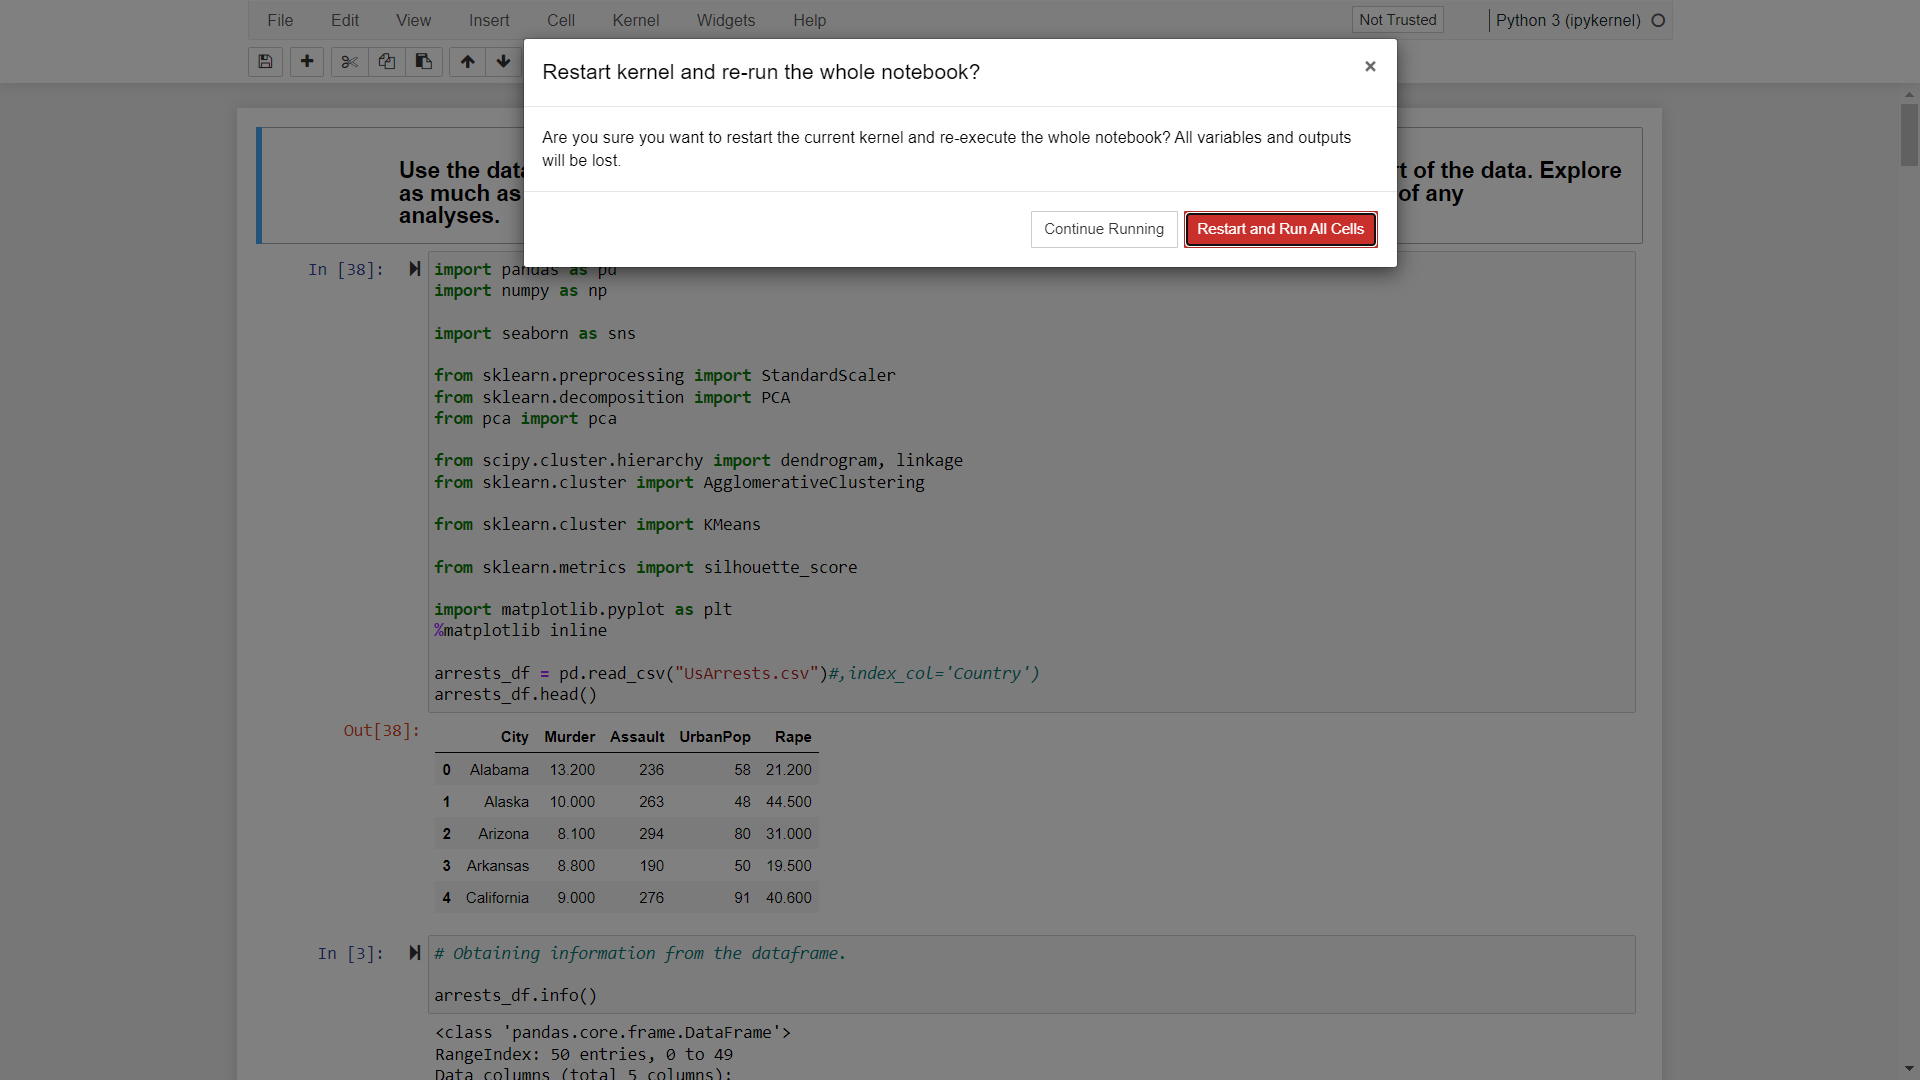 File Edit View Insert Cell Kernel Widgets Help Not Trusted Python 3 (ipykernel)
Restart kernel and re-run the whole notebook? ×
Are you sure you want to restart the current kernel and re-execute the whole notebook? All variables and outputs
will be lost.
Continue Running Restart and Run All Cells
Use the data of the data. Explore
as much as of any
analyses.
In [38]: import pandas as pd
import numpy as np
import seaborn as sns
from sklearn.preprocessing import StandardScaler
from sklearn.decomposition import PCA
from pca import pca
from scipy.cluster.hierarchy import dendrogram, linkage
from sklearn.cluster import AgglomerativeClustering
from sklearn.cluster import KMeans
from sklearn.metrics import silhouette_score
import matplotlib.pyplot as plt
%matplotlib inline
arrests_df = pd.read_csv("UsArrests.csv")#,index_col='Country')
arrests_df.head()
Out[38]:
City Murder Assault UrbanPop Rape
0 Alabama 13.200 236 58 21.200
1 Alaska 10.000 263 48 44.500
2 Arizona 8.100 294 80 31.000
3 Arkansas 8.800 190 50 19.500
4 California 9.000 276 91 40.600
In [3]: # Obtaining information from the dataframe.
arrests_df.info()
<class 'pandas.core.frame.DataFrame'>
RangeIndex: 50 entries, 0 to 49
Data columns (total 5 columns):